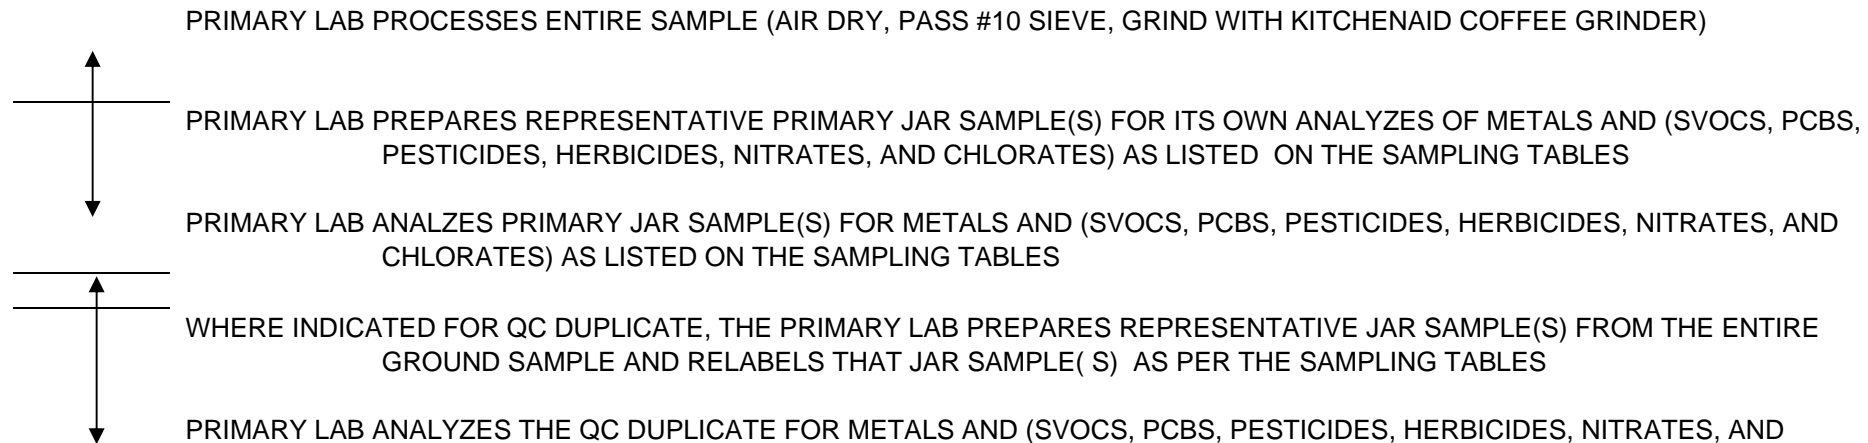 PRIMARY LAB PROCESSES ENTIRE SAMPLE (AIR DRY, PASS #10 SIEVE, GRIND WITH KITCHENAID COFFEE GRINDER)
PRIMARY LAB PREPARES REPRESENTATIVE PRIMARY JAR SAMPLE(S) FOR ITS OWN ANALYZES OF METALS AND (SVOCS, PCBS,
PESTICIDES, HERBICIDES, NITRATES, AND CHLORATES) AS LISTED ON THE SAMPLING TABLES
PRIMARY LAB ANALZES PRIMARY JAR SAMPLE(S) FOR METALS AND (SVOCS, PCBS, PESTICIDES, HERBICIDES, NITRATES, AND
CHLORATES) AS LISTED ON THE SAMPLING TABLES
WHERE INDICATED FOR QC DUPLICATE, THE PRIMARY LAB PREPARES REPRESENTATIVE JAR SAMPLE(S) FROM THE ENTIRE
GROUND SAMPLE AND RELABELS THAT JAR SAMPLE( S) AS PER THE SAMPLING TABLES
PRIMARY LAB ANALYZES THE QC DUPLICATE FOR METALS AND (SVOCS, PCBS, PESTICIDES, HERBICIDES, NITRATES, AND